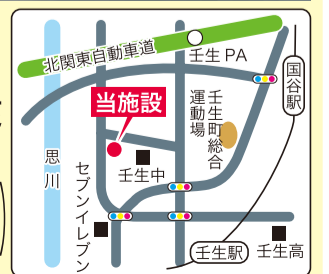 北関東自動車道
壬生PA
国谷駅
当施設
壬生町総合
運動場
思川
セブンイレブン
壬生中
壬生駅
壬生高